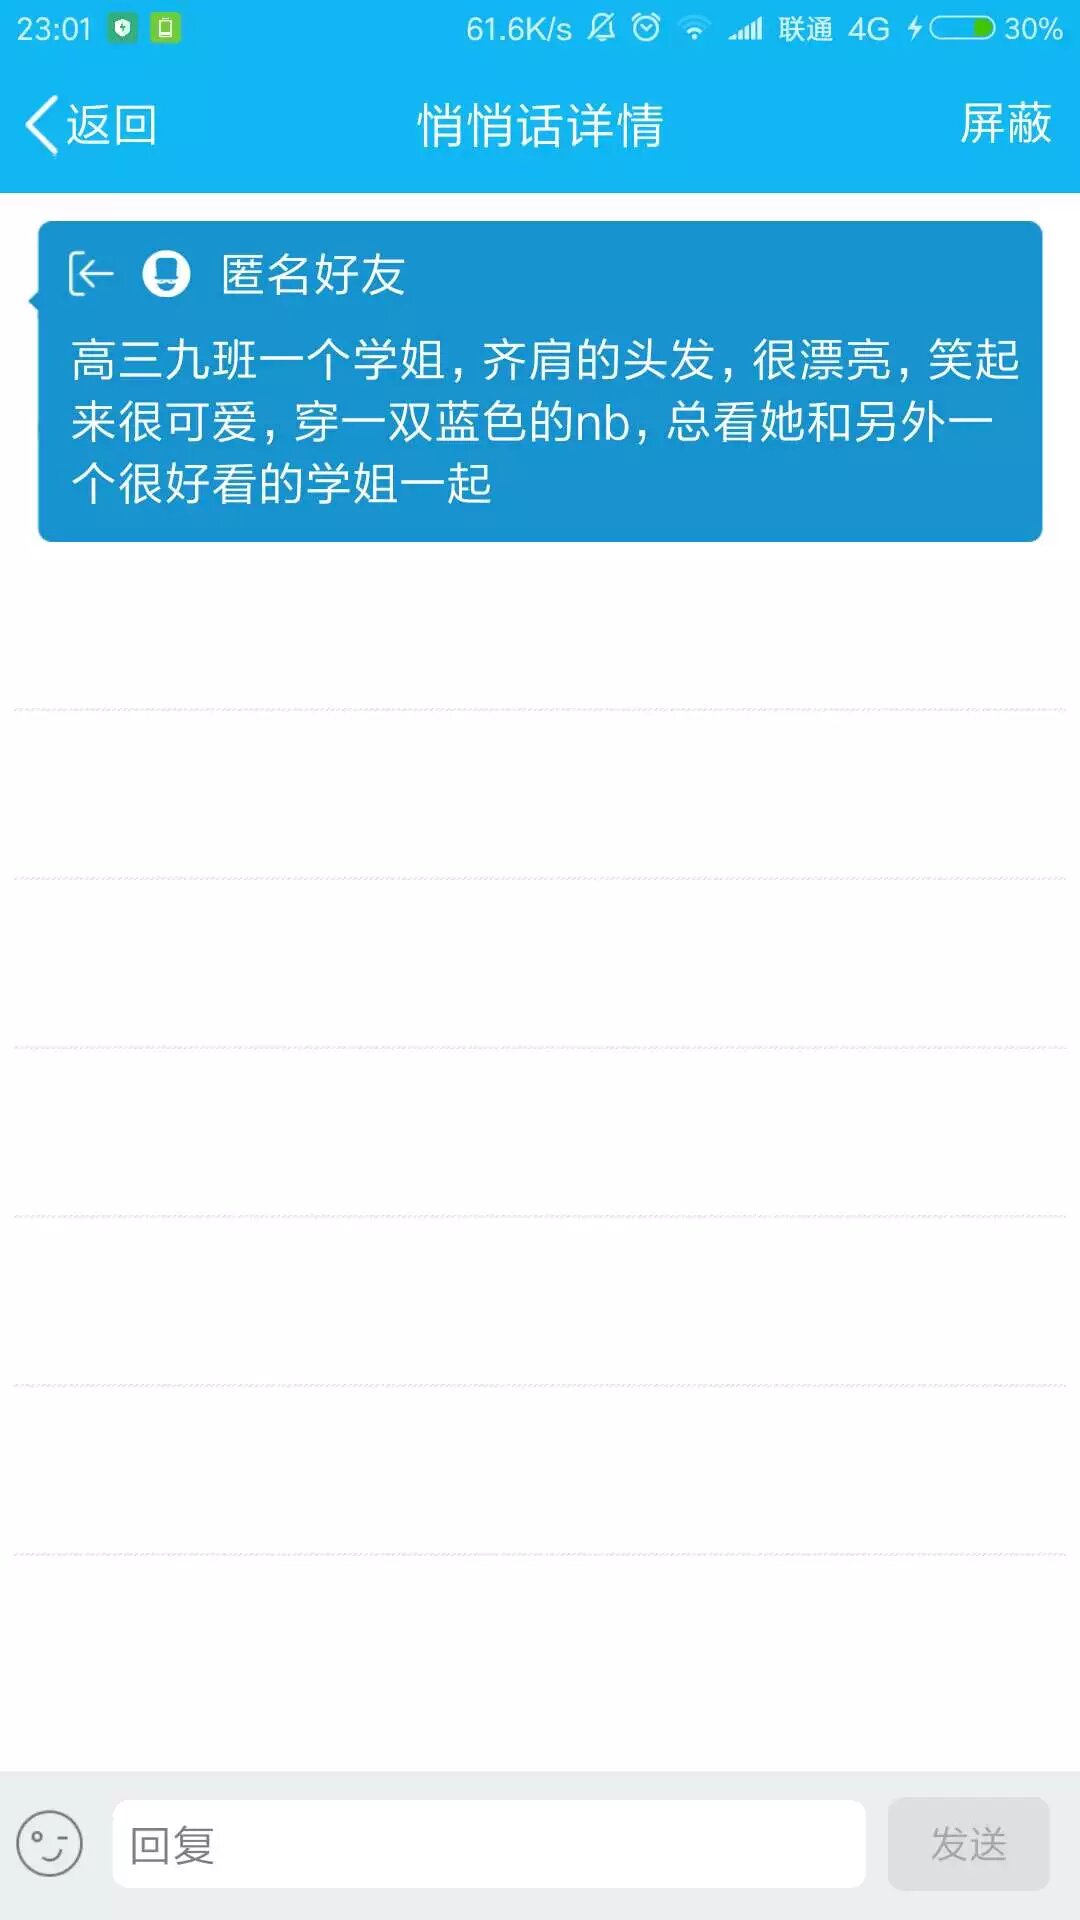 23:01 61.6K/s 联通 4G 30%
返回 悄悄话详情 屏蔽
匿名好友
高三九班一个学姐,齐肩的头发,很漂亮,笑起
来很可爱,穿一双蓝色的nb,总看她和另外一
个很好看的学姐一起
回复 发送